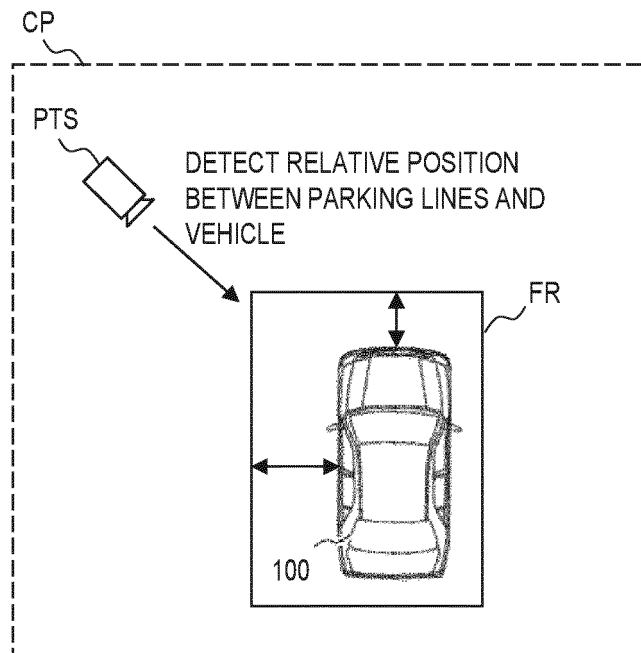 CP
PTS
DETECT RELATIVE POSITION
BETWEEN PARKING LINES AND
VEHICLE
FR
100